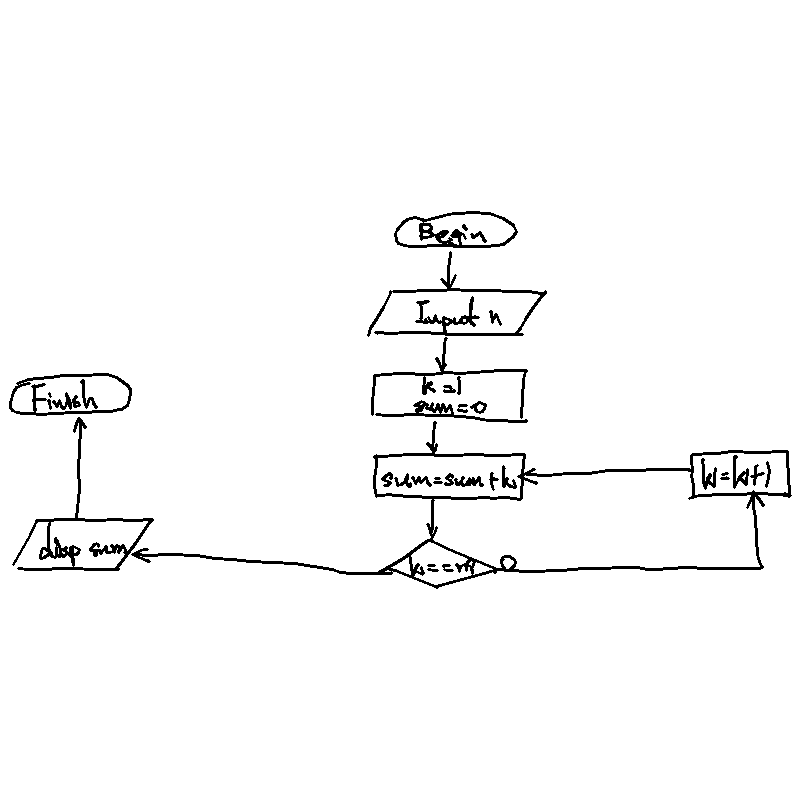 Begin
Input n
k=1
sum=0
Finish
sum=sum+k
k=k+1
disp sum
k==n
0